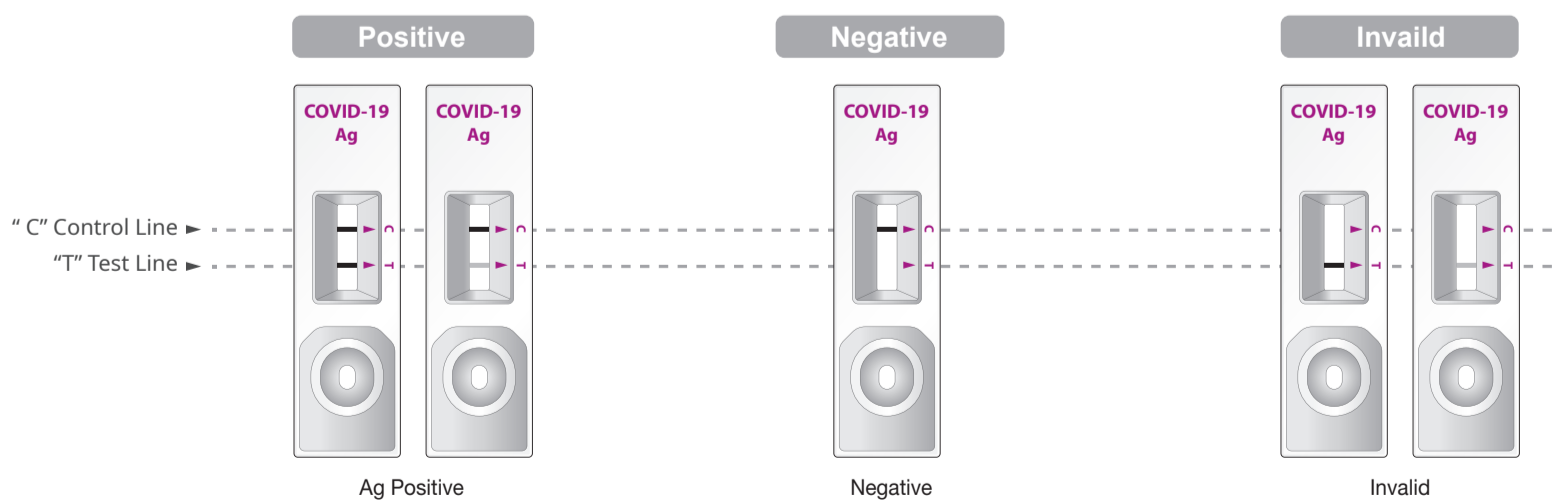 Positive
Negative
Invaild
COVID-19
Ag
COVID-19
Ag
COVID-19
Ag
COVID-19
Ag
COVID-19
Ag
“ C” Control Line ►
C
C
C
C
C
“T” Test Line ►
T
T
T
T
T
Ag Positive
Negative
Invalid